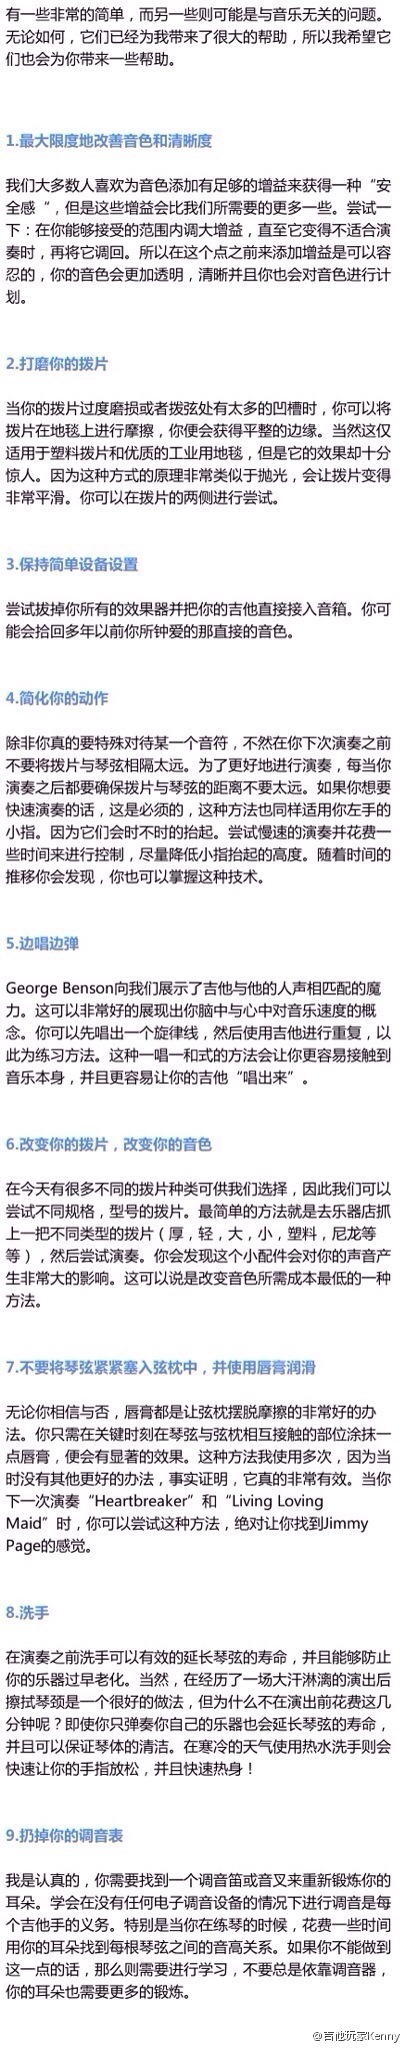 有一些非常的简单，而另一些则可能是与音乐无关的问题。
无论如何，它们已经为我带来了很大的帮助，所以我希望它
们也会为你带来一些帮助。
1.最大限度地改善音色和清晰度
我们大多数人喜欢为音色添加有足够的增益来获得一种“安
全感“，但是这些增益会比我们所需要的更多一些。尝试一
下：在你能够接受的范围内调大增益，直至它变得不适合演
奏时，再将它调回。所以在这个点之前来添加增益是可以容
忍的，你的音色会更加透明，清晰并且你也会对音色进行计
划。
2.打磨你的拨片
当你的拨片过度磨损或者拨弦处有太多的凹槽时，你可以将
拨片在地毯上进行摩擦，你便会获得平整的边缘。当然这仅
适用于塑料拨片和优质的工业用地毯，但是它的效果却十分
惊人。因为这种方式的原理非常类似于抛光，会让拨片变得
非常平滑。你可以在拨片的两侧进行尝试。
3.保持简单设备设置
尝试拔掉你所有的效果器并把你的吉他直接接入音箱。你可
能会拾回多年以前你所钟爱的那直接的音色。
4.简化你的动作
除非你真的要特殊对待某一个音符，不然在你下次演奏之前
不要将拨片与琴弦相隔太远。为了更好地进行演奏，每当你
演奏之后都要确保拨片与琴弦的距离不要太远。如果你想要
快速演奏的话，这是必须的，这种方法也同样适用你左手的
小指。因为它们会时不时的抬起。尝试慢速的演奏并花费一
些时间来进行控制，尽量降低小指抬起的高度。随着时间的
推移你会发现，你也可以掌握这种技术。
5.边唱边弹
George Benson向我们展示了吉他与他的人声相匹配的魔
力。这可以非常好的展现出你脑中与心中对音乐速度的概
念。你可以先唱出一个旋律线，然后使用吉他进行重复，以
此为练习方法。这种一唱一和式的方法会让你更容易接触到
音乐本身，并且更容易让你的吉他“唱出来”。
6.改变你的拨片，改变你的音色
在今天有很多不同的拨片种类可供我们选择，因此我们可以
尝试不同规格，型号的拨片。最简单的方法就是去乐器店抓
上一把不同类型的拨片（厚，轻，大，小，塑料，尼龙等
等），然后尝试演奏。你会发现这个小配件会对你的声音产
生非常大的影响。这可以说是改变音色所需成本最低的一种
方法。
7.不要将琴弦紧紧塞入弦枕中，并使用唇膏润滑
无论你相信与否，唇膏都是让弦枕摆脱摩擦的非常好的办
法。你只需在关键时刻在琴弦与弦枕相互接触的部位涂抹一
点唇膏，便会有显著的效果。这种方法我使用多次，因为当
时没有其他更好的办法，事实证明，它真的非常有效。当你
下一次演奏“Heartbreaker”和“Living Loving
Maid”时，你可以尝试这种方法，绝对让你找到Jimmy
Page的感觉。
8.洗手
在演奏之前洗手可以有效的延长琴弦的寿命，并且能够防止
你的乐器过早老化。当然，在经历了一场大汗淋漓的演出后
擦拭琴颈是一个很好的做法，但为什么不在演出前花费这几
分钟呢？即使你只弹奏你自己的乐器也会延长琴弦的寿命，
并且可以保证琴体的清洁。在寒冷的天气使用热水洗手则会
快速让你的手指放松，并且快速热身！
9.扔掉你的调音表
我是认真的，你需要找到一个调音笛或音叉来重新锻炼你的
耳朵。学会在没有任何电子调音设备的情况下进行调音是每
个吉他手的义务。特别是当你在练琴的时候，花费一些时间
用你的耳朵找到每根琴弦之间的音高关系。如果你不能做到
这一点的话，那么则需要进行学习，不要总是依靠调音器，
你的耳朵也需要更多的锻炼。
@吉他玩家Kenny